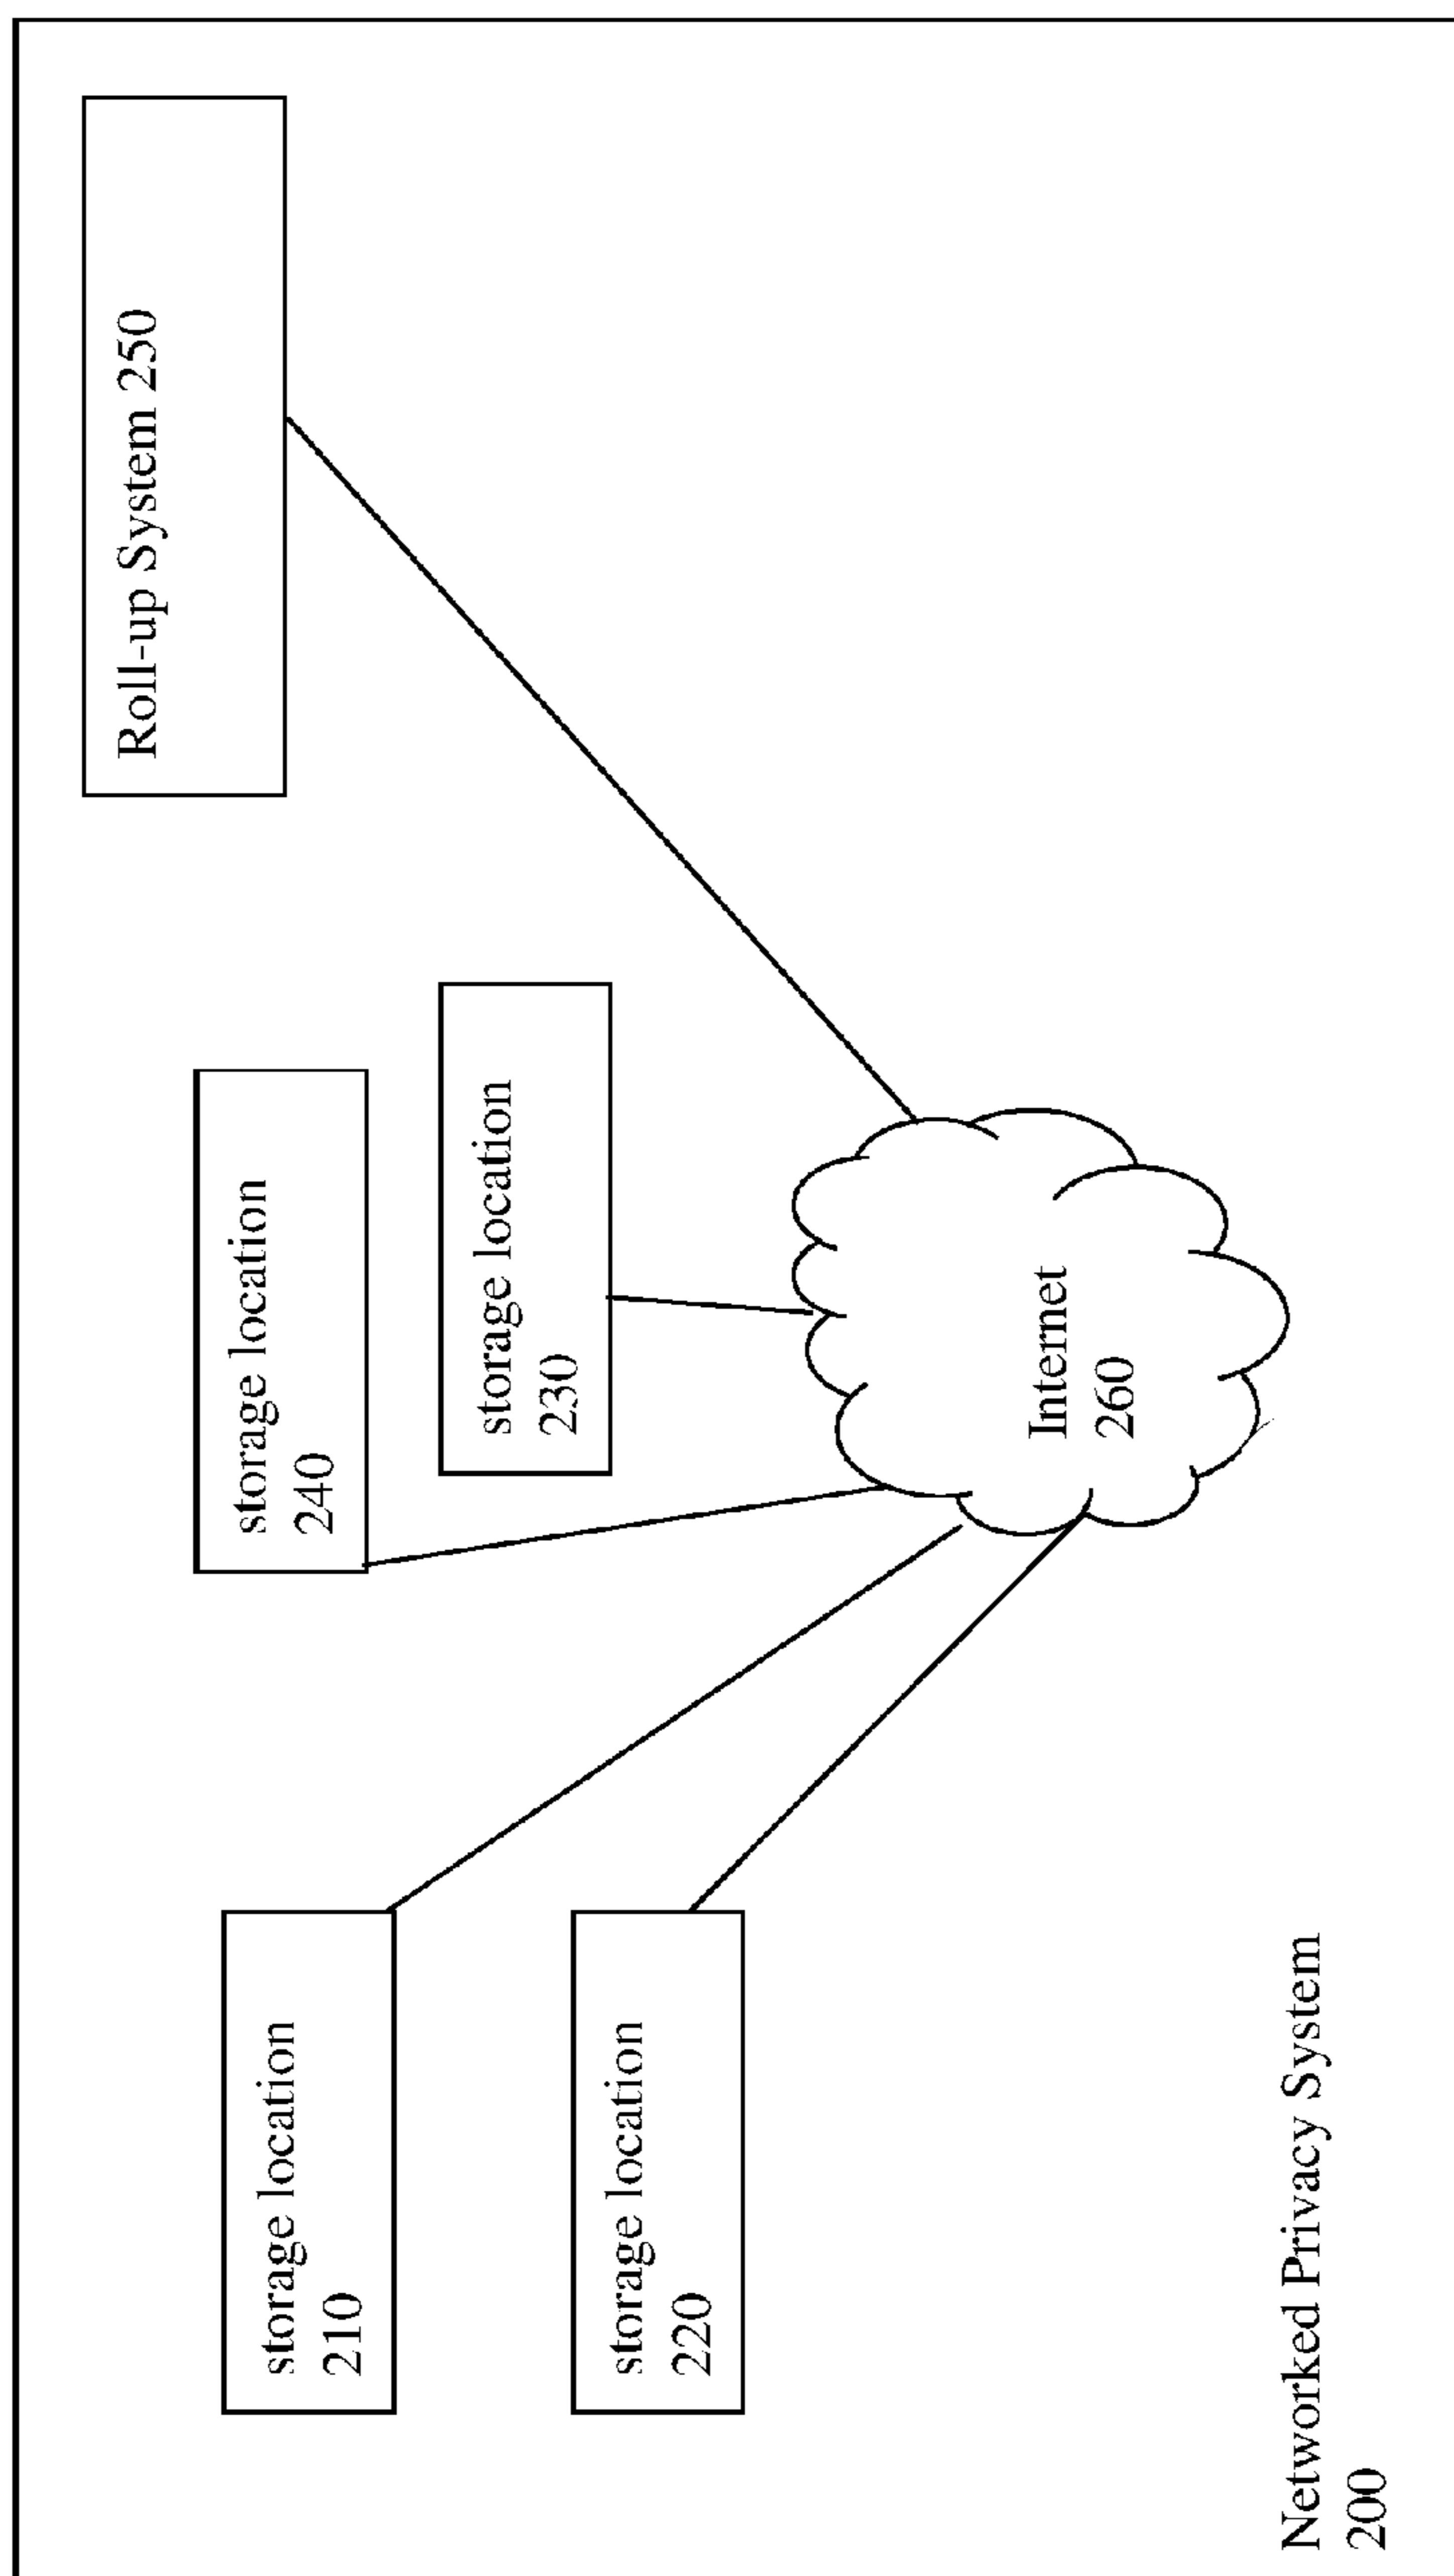 storage location
210
storage location
240
Roll-up System 250
storage location
230
storage location
220
Internet
260
Networked Privacy System
200